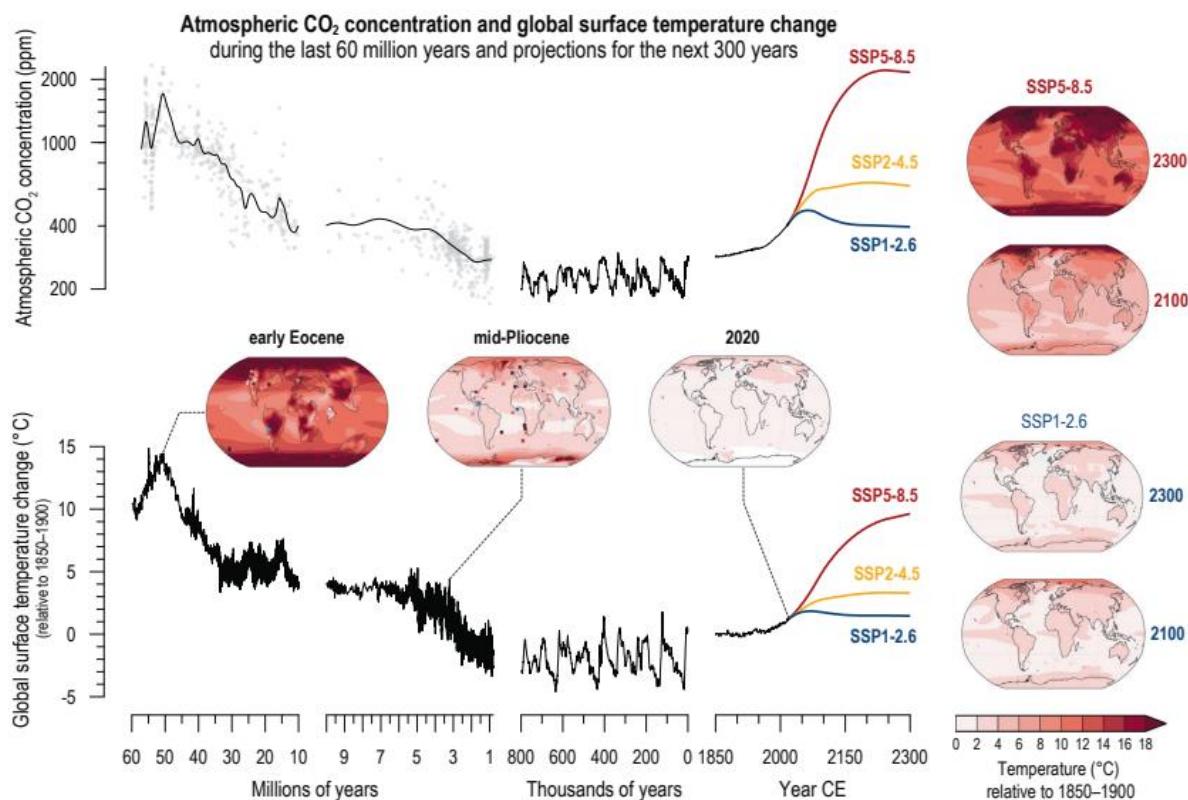 Atmospheric CO₂ concentration and global surface temperature change
during the last 60 million years and projections for the next 300 years
Atmospheric CO₂ concentration (ppm)
2000
1000
400
200
SSP5-8.5
SSP2-4.5
SSP1-2.6
SSP5-8.5
2300
2100
early Eocene
mid-Pliocene
2020
Global surface temperature change (°C)
(relative to 1850–1900)
15
10
5
0
-5
SSP5-8.5
SSP2-4.5
SSP1-2.6
SSP1-2.6
2300
2100
60 50 40 30 20 10
9 7 5 3 1
800 600 400 200 0
1850 2000 2150 2300
Millions of years
Thousands of years
Year CE
0 2 4 6 8 10 12 14 16 18
Temperature (°C)
relative to 1850–1900